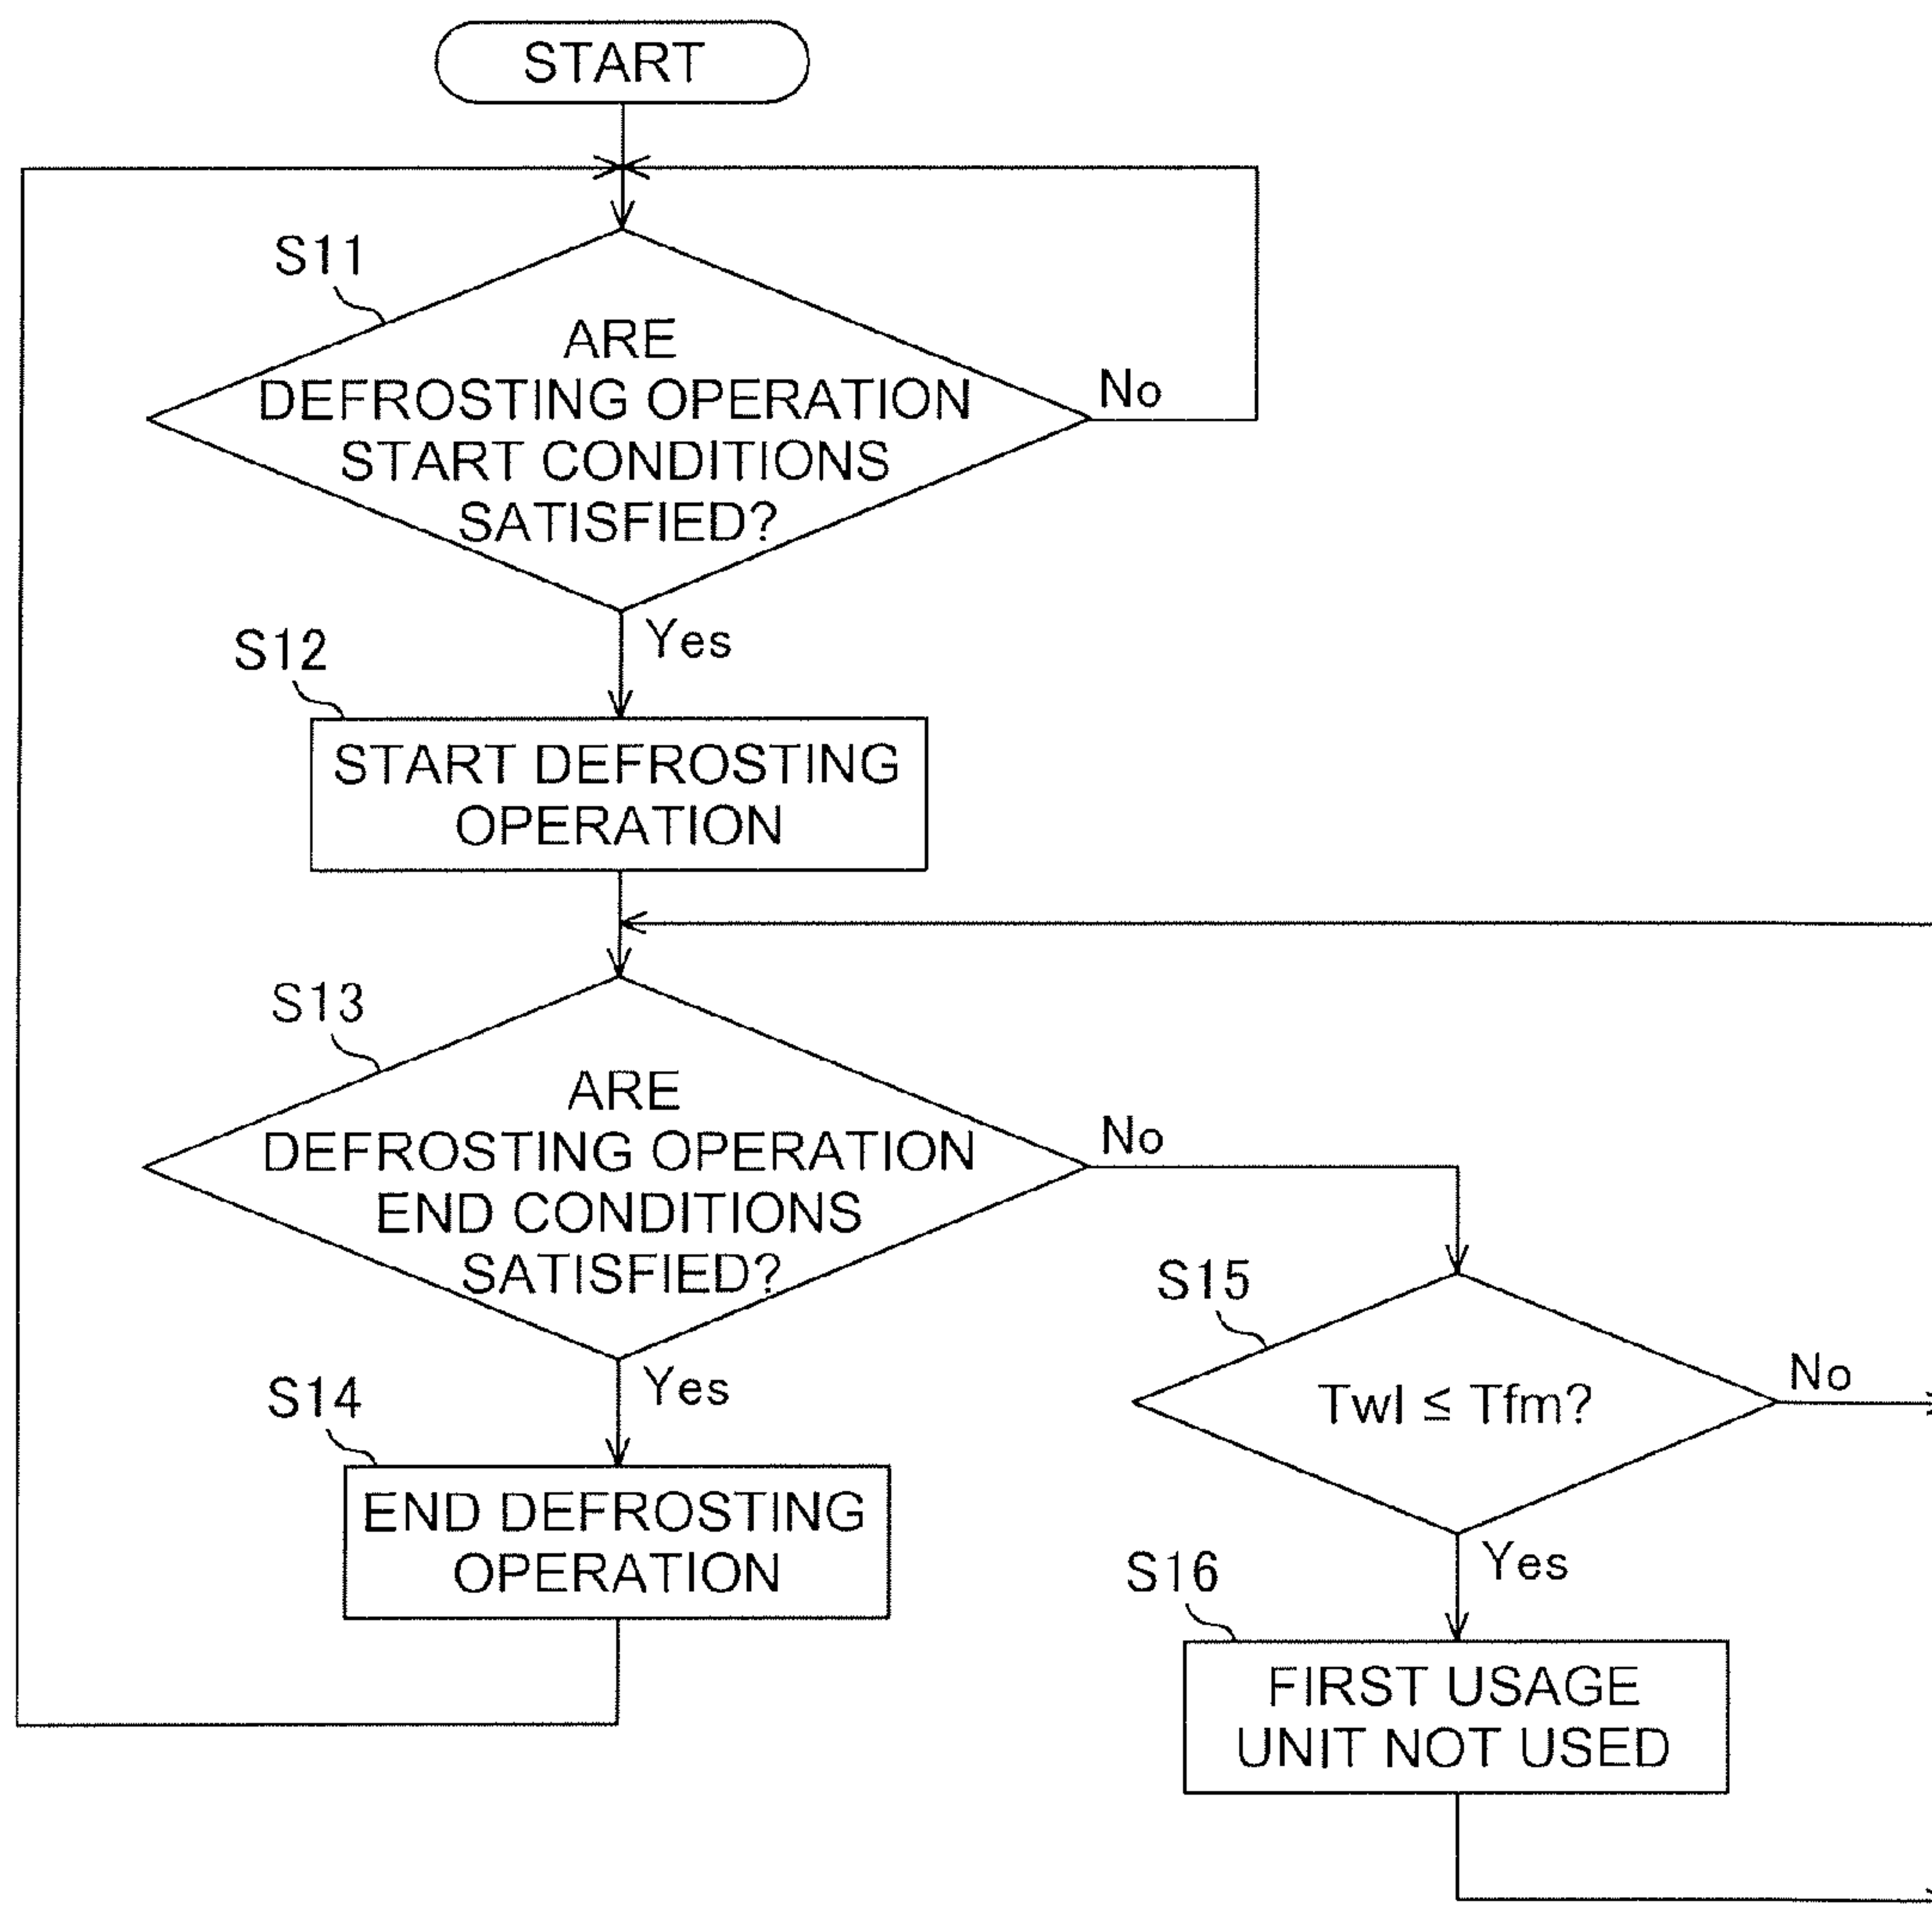 START
S11
ARE
DEFROSTING OPERATION
START CONDITIONS
SATISFIED?
No
Yes
S12
START DEFROSTING
OPERATION
S13
ARE
DEFROSTING OPERATION
END CONDITIONS
SATISFIED?
No
Yes
S14
END DEFROSTING
OPERATION
S15
Twl ≤ Tfm?
No
Yes
S16
FIRST USAGE
UNIT NOT USED